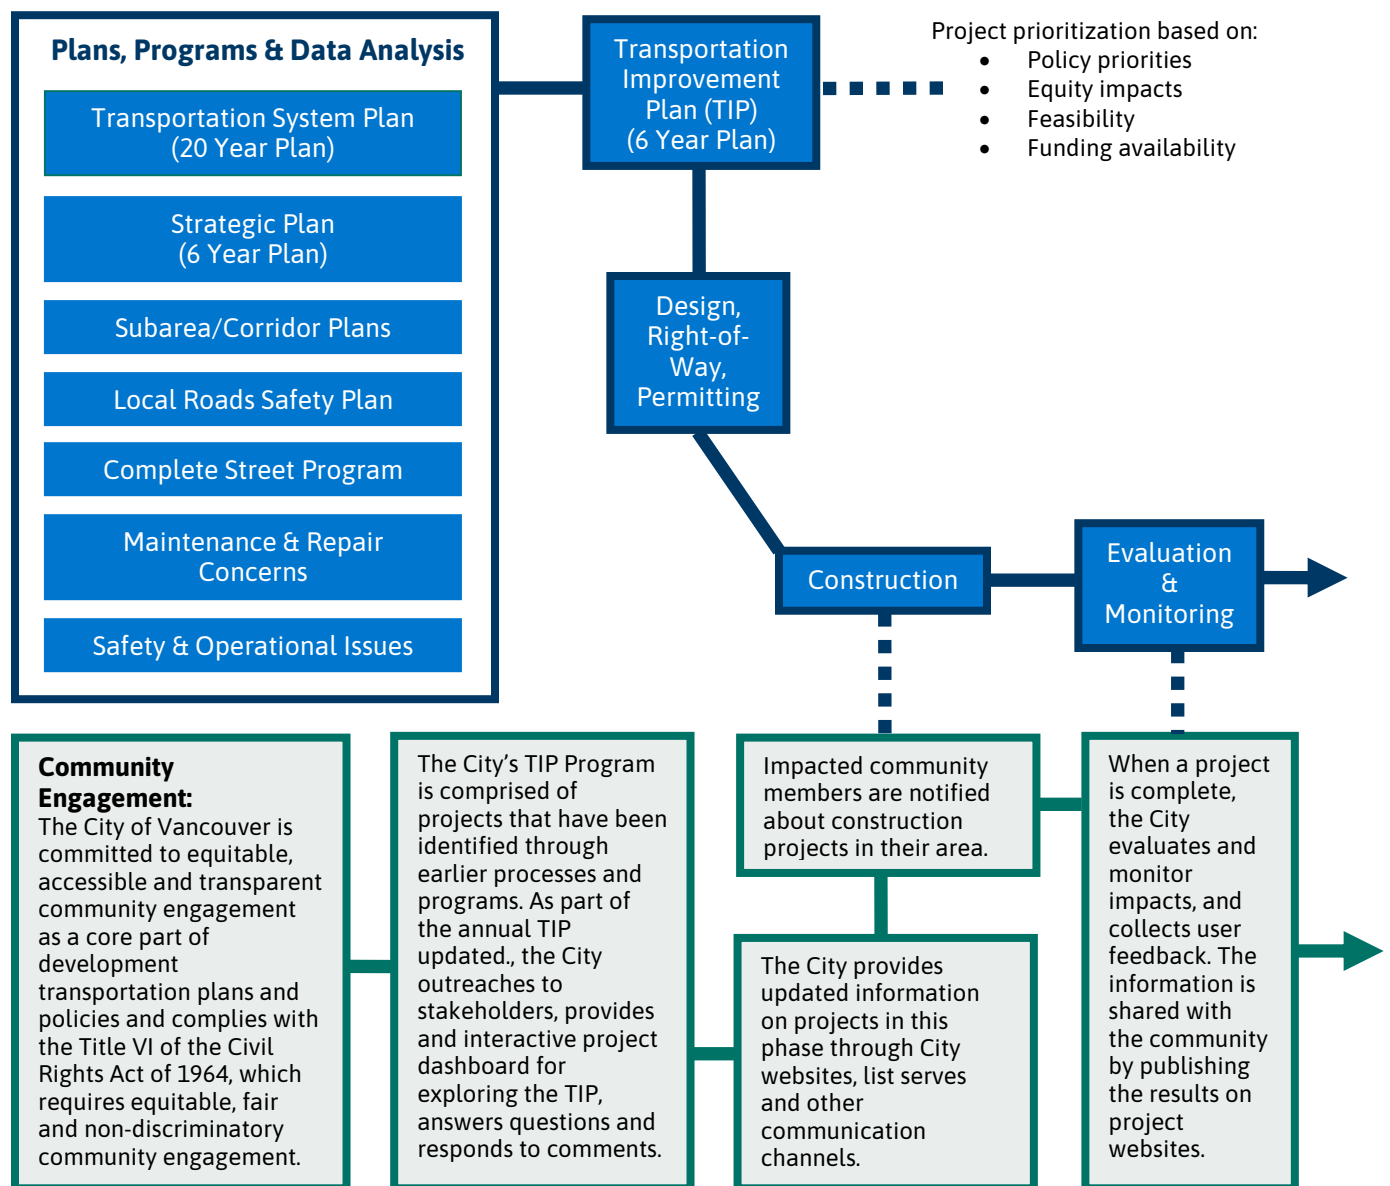 Plans, Programs & Data Analysis
Transportation System Plan
(20 Year Plan)
Strategic Plan
(6 Year Plan)
Subarea/Corridor Plans
Local Roads Safety Plan
Complete Street Program
Maintenance & Repair
Concerns
Safety & Operational Issues
Transportation
Improvement
Plan (TIP)
(6 Year Plan)
Project prioritization based on:
• Policy priorities
• Equity impacts
• Feasibility
• Funding availability
Design,
Right-of-
Way,
Permitting
Construction
Evaluation
&
Monitoring
Community
Engagement:
The City of Vancouver is
committed to equitable,
accessible and transparent
community engagement
as a core part of
development
transportation plans and
policies and complies with
the Title VI of the Civil
Rights Act of 1964, which
requires equitable, fair
and non-discriminatory
community engagement.
The City’s TIP Program
is comprised of
projects that have been
identified through
earlier processes and
programs. As part of
the annual TIP
updated., the City
outreaches to
stakeholders, provides
and interactive project
dashboard for
exploring the TIP,
answers questions and
responds to comments.
Impacted community
members are notified
about construction
projects in their area.
The City provides
updated information
on projects in this
phase through City
websites, list serves
and other
communication
channels.
When a project
is complete,
the City
evaluates and
monitor
impacts, and
collects user
feedback. The
information is
shared with
the community
by publishing
the results on
project
websites.